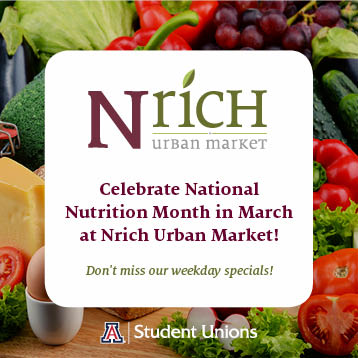 Nrich
urban market
Celebrate National
Nutrition Month in March
at Nrich Urban Market!
Don't miss our weekday specials!
A Student Unions